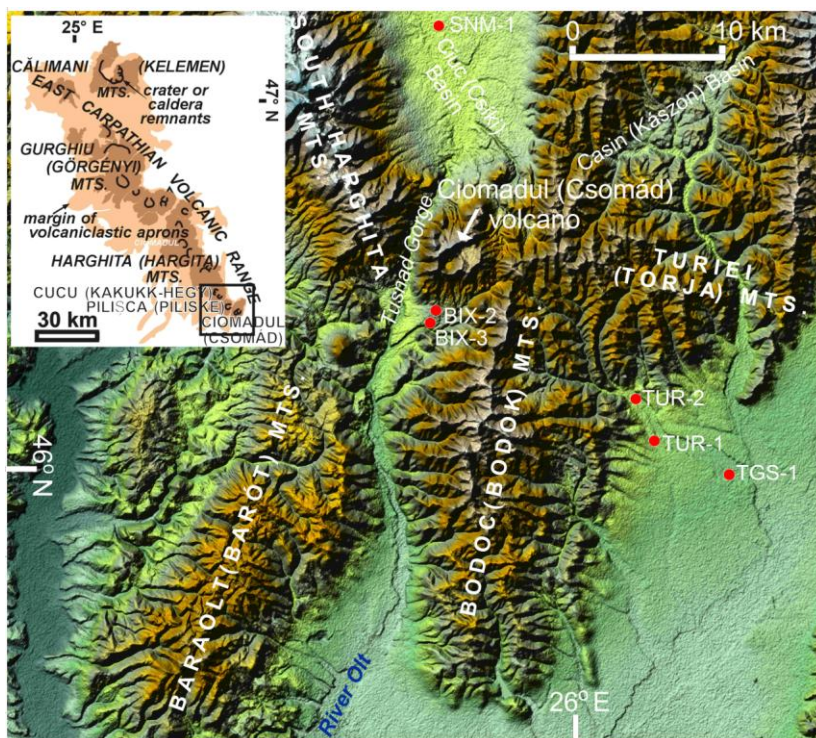 25° E
CĂLIMANI (KELEMEN)
MTS.
crater or
caldera
remnants
47° N
EAST CARPATHIAN VOLCANIC RANGE
GURGHIU
(GÖRGÉNYI)
MTS.
margin of
volcaniclastic aprons
HARGHITA (HARGITA)
MTS.
CUCU (KAKUKK-HEGY)
PILIȘCA (PILISKE)
CIOMADUL
(CSOMÁD)
30 km
SNM-1
0 10 km
Ciuc (Csíki)
Basin
SOUTH HARGHITA
MTS.
Casin (Kászon) Basin
Ciomadul (Csomád)
volcano
Tusnad Gorge
TURIEI
(TORJA) MTS.
BIX-2
BIX-3
BODOC (BODOK) MTS.
TUR-2
TUR-1
TGS-1
46° N
BARAOLT (BARÓT) MTS
River Olt
26° E